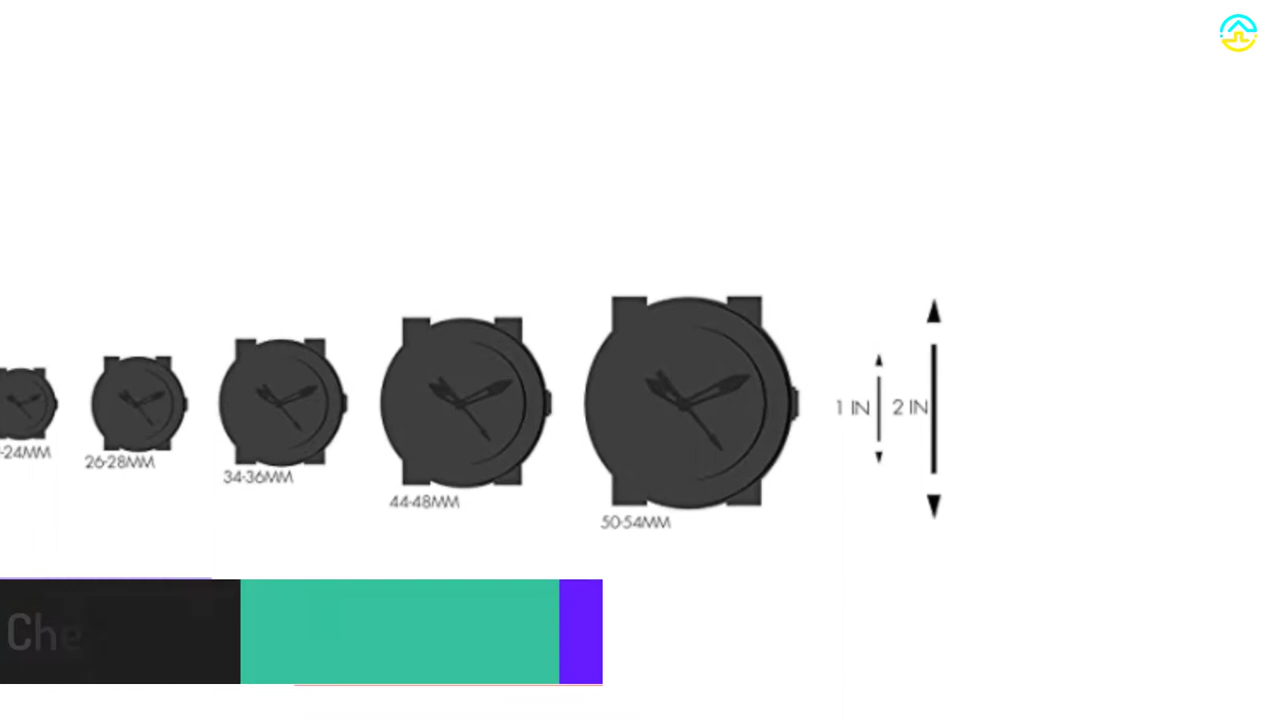 -24MM
26-28MM
34-36MM
44-48MM
50-54MM
1 IN
2 IN
Che